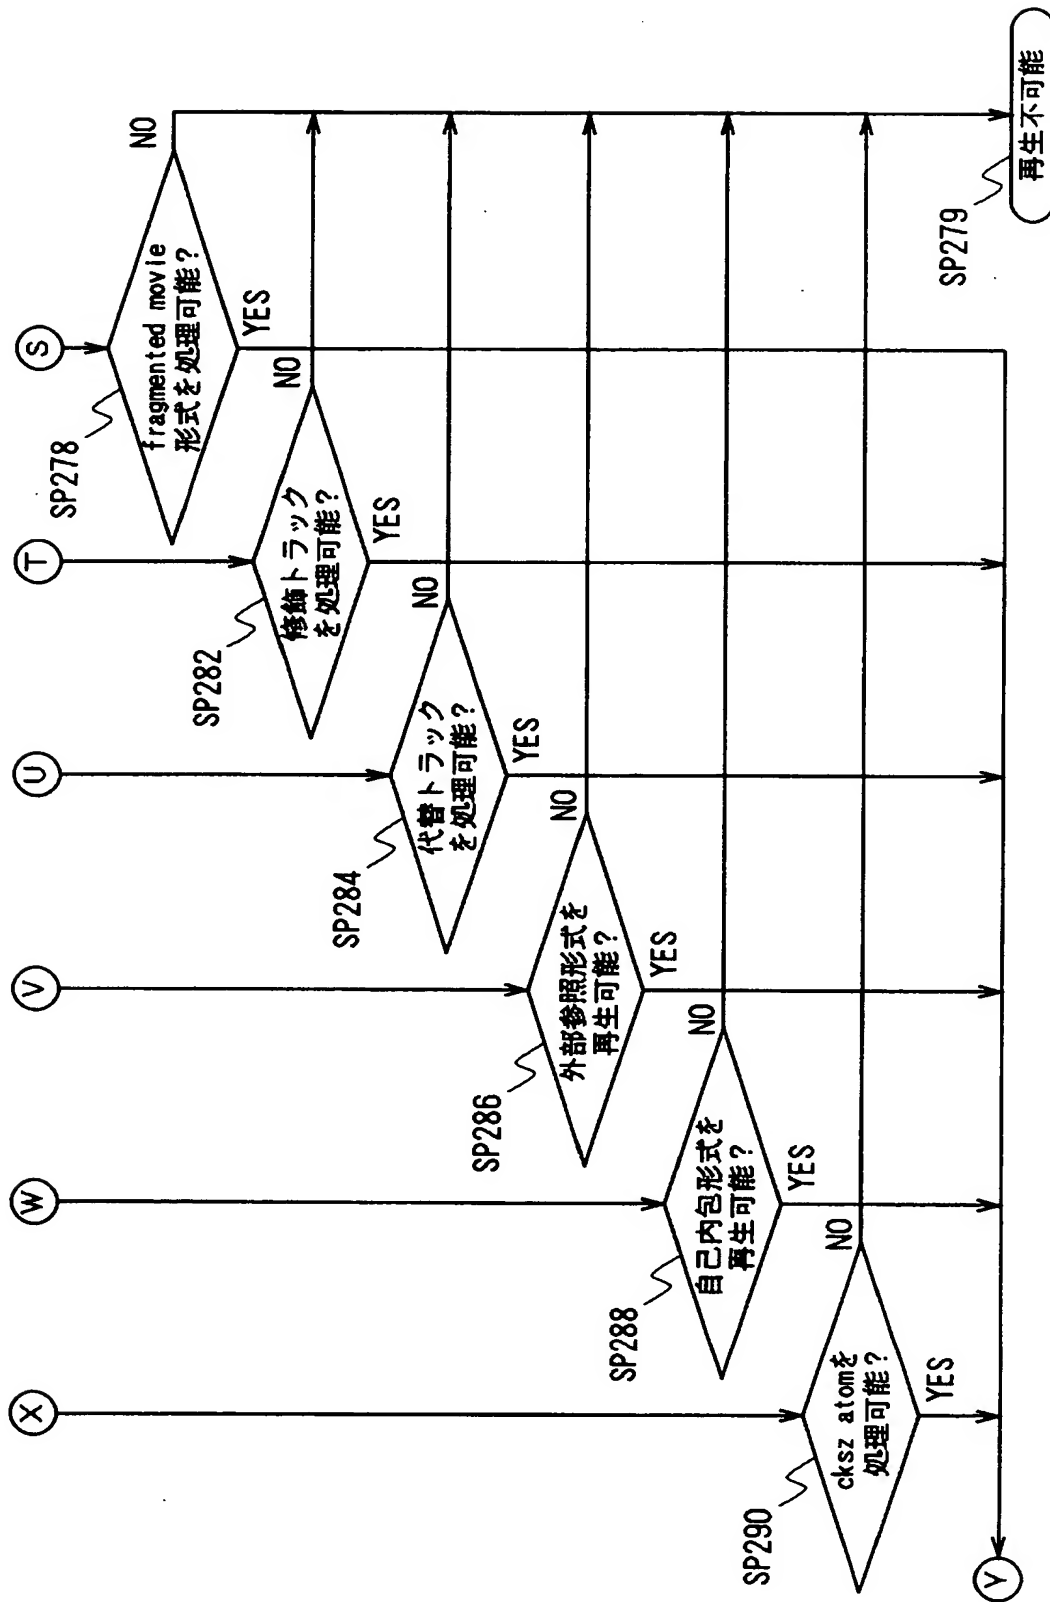 S
SP278
fragmented movie
形式を処理可能？
NO
YES
T
SP282
修飾トラック
を処理可能？
NO
YES
U
SP284
代替トラック
を処理可能？
NO
YES
V
SP286
外部参照形式を
再生可能？
NO
YES
W
SP288
自己内包形式を
再生可能？
NO
YES
X
SP290
cksz atomを
処理可能？
NO
YES
Y
SP279
再生不可能